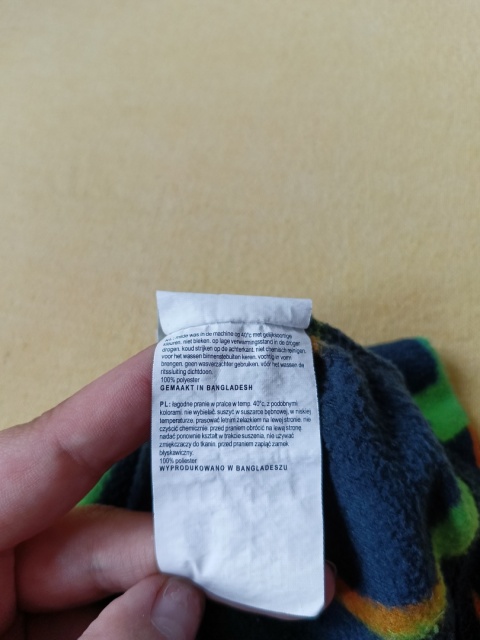 milde was in de machine op 40°c met gelijksoortige
kleuren, niet bleken, op lage verwarmingsstand in de droger
drogen, koud strijken op de achterkant, niet chemisch reinigen,
voor het wassen binnenstebuiten keren, vochtig in vorm
brengen, geen wasverzachter gebruiken, vóór het wassen die
ritssluiting dichtdoen.
100% polyester
GEMAAKT IN BANGLADESH
PL: łagodne pranie w pralce w temp. 40°c, z podobnymi
kolorami. nie wybielać. suszyć w suszarce bębnowej, w niskiej
temperaturze. prasować letnim żelazkiem na lewej stronie. nie
czyścić chemicznie. przed praniem obrócić na lewą stronę.
nadać ponownie kształt w trakcie suszenia. nie używać
zmiękczaczy do tkanin. przed praniem zapiąć zamek
błyskawiczny.
100% poliester
WYPRODUKOWANO W BANGLADESZU